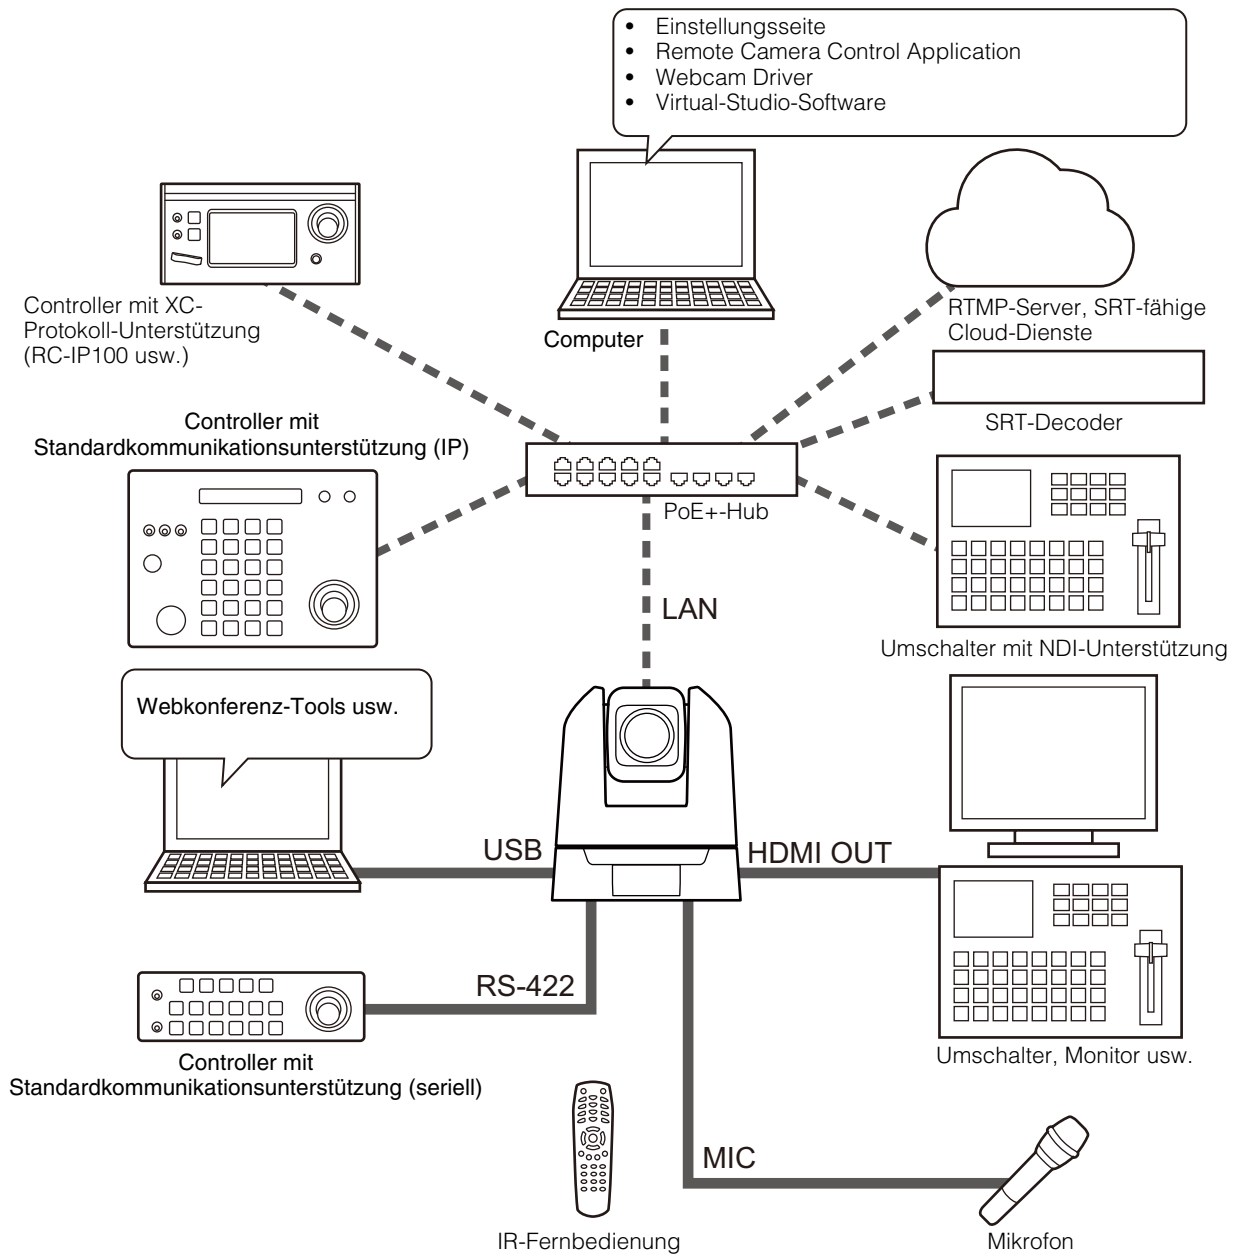 • Einstellungsseite
• Remote Camera Control Application
• Webcam Driver
• Virtual-Studio-Software
Controller mit XC-
Protokoll-Unterstützung
(RC-IP100 usw.)
Computer
RTMP-Server, SRT-fähige
Cloud-Dienste
SRT-Decoder
Controller mit
Standardkommunikationsunterstützung (IP)
PoE+-Hub
LAN
Umschalter mit NDI-Unterstützung
Webkonferenz-Tools usw.
USB
HDMI OUT
RS-422
Controller mit
Standardkommunikationsunterstützung (seriell)
Umschalter, Monitor usw.
MIC
IR-Fernbedienung
Mikrofon